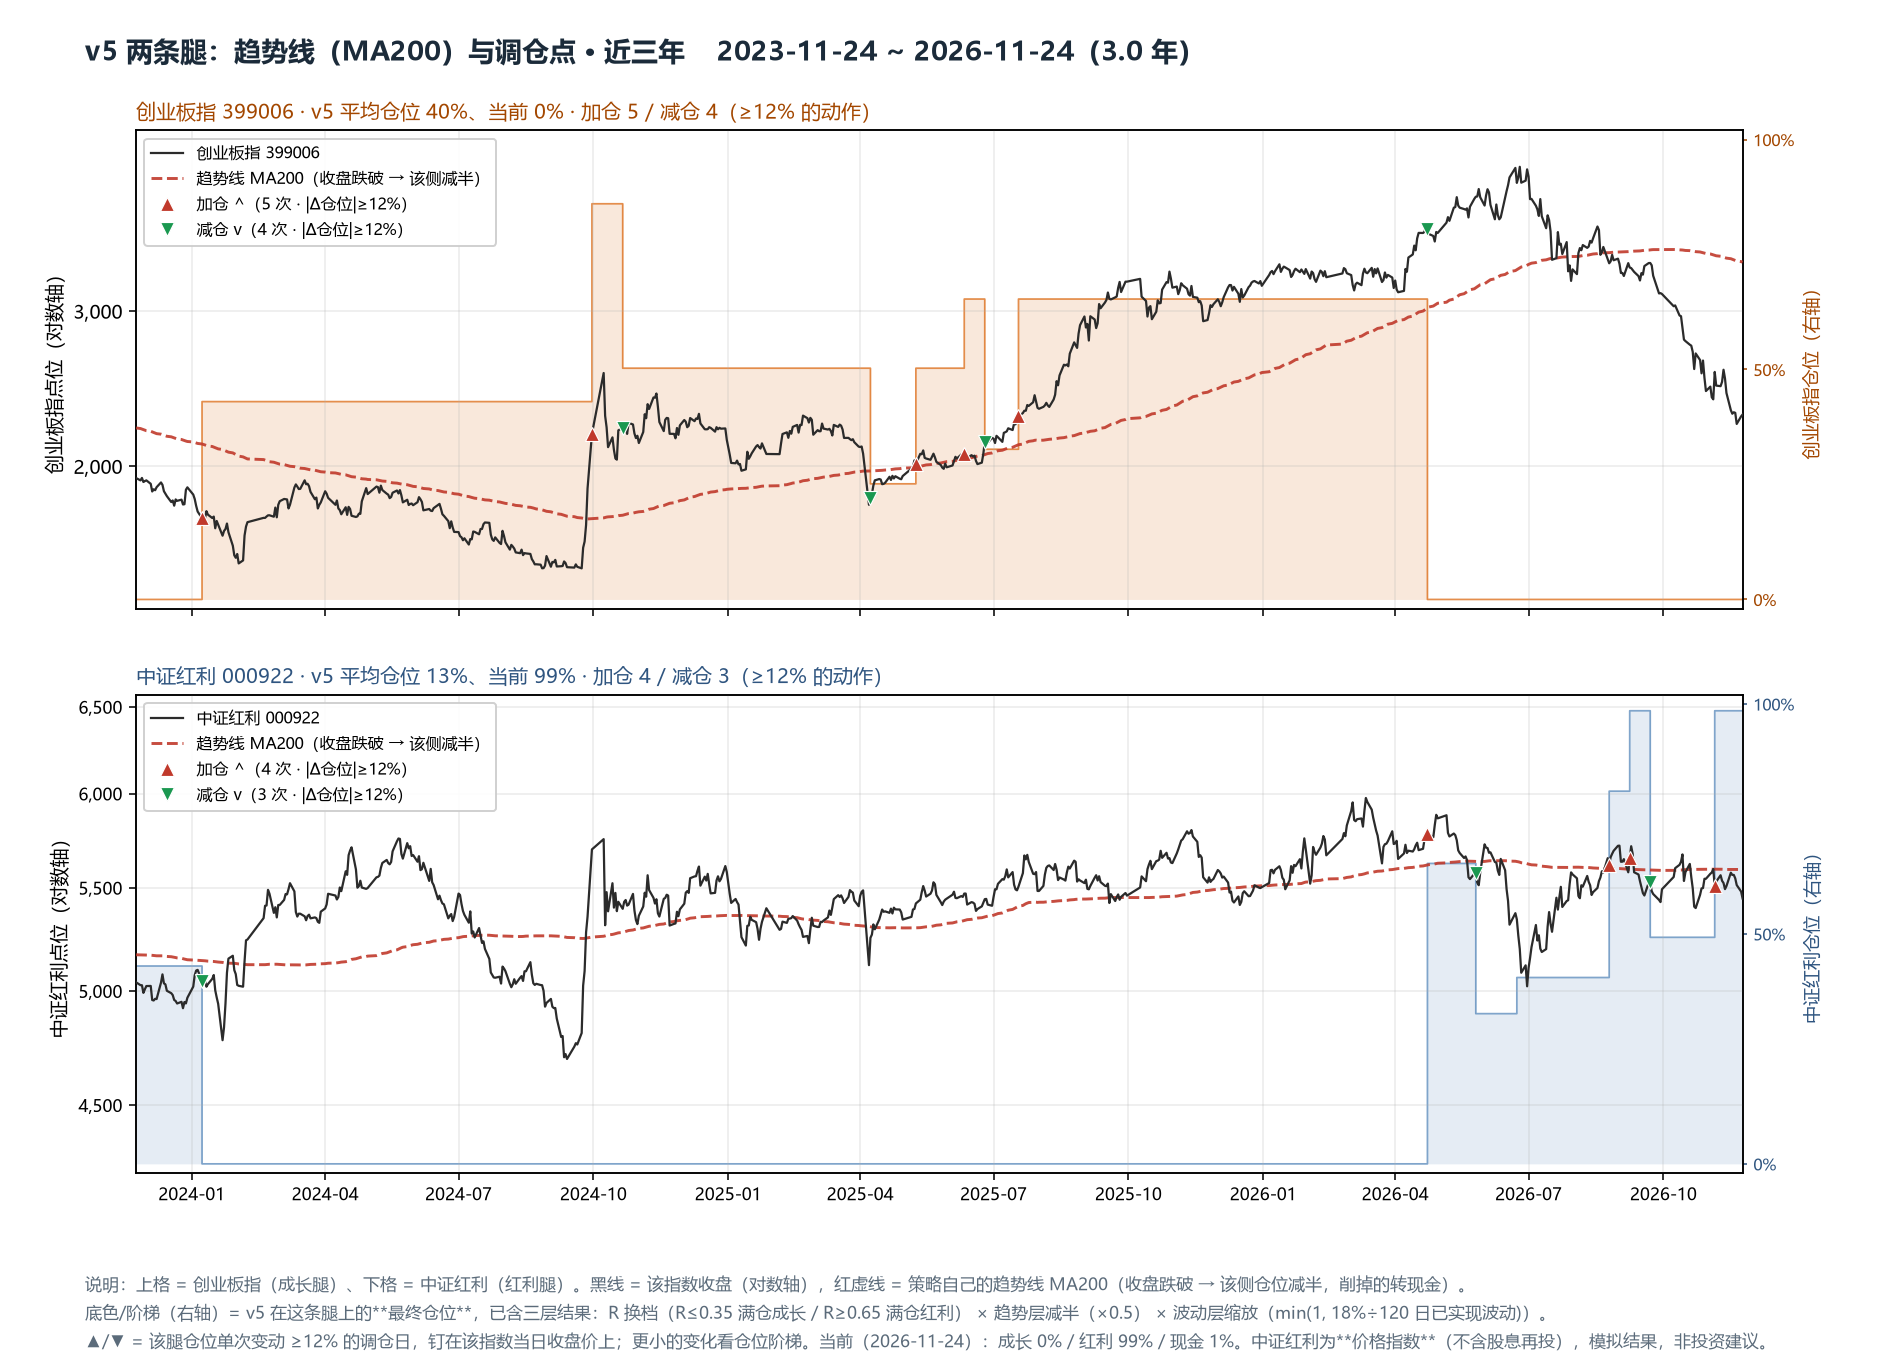 v5 两条腿：趋势线（MA200）与调仓点 • 近三年　2023-11-24 ~ 2026-11-24（3.0 年）
创业板指 399006 · v5 平均仓位 40%、当前 0% · 加仓 5 / 减仓 4（≥12% 的动作）
创业板指 399006
趋势线 MA200（收盘跌破 → 该侧减半）
加仓 ^（5 次 · |Δ仓位|≥12%）
减仓 v（4 次 · |Δ仓位|≥12%）
创业板指点位（对数轴）
3,000
2,000
100%
50%
0%
创业板指仓位（右轴）
中证红利 000922 · v5 平均仓位 13%、当前 99% · 加仓 4 / 减仓 3（≥12% 的动作）
中证红利 000922
趋势线 MA200（收盘跌破 → 该侧减半）
加仓 ^（4 次 · |Δ仓位|≥12%）
减仓 v（3 次 · |Δ仓位|≥12%）
中证红利点位（对数轴）
6,500
6,000
5,500
5,000
4,500
100%
50%
0%
中证红利仓位（右轴）
2024-01 2024-04 2024-07 2024-10 2025-01 2025-04 2025-07 2025-10 2026-01 2026-04 2026-07 2026-10
说明：上格 = 创业板指（成长腿）、下格 = 中证红利（红利腿）。黑线 = 该指数收盘（对数轴），红虚线 = 策略自己的趋势线 MA200（收盘跌破 → 该侧仓位减半，削掉的转现金）。
底色/阶梯（右轴）= v5 在这条腿上的**最终仓位**，已含三层结果：R 换档（R≤0.35 满仓成长 / R≥0.65 满仓红利） × 趋势层减半（×0.5） × 波动层缩放（min(1, 18%÷120 日已实现波动)）。
▲/▼ = 该腿仓位单次变动 ≥12% 的调仓日，钉在该指数当日收盘价上；更小的变化看仓位阶梯。当前（2026-11-24）：成长 0% / 红利 99% / 现金 1%。中证红利为**价格指数**（不含股息再投），模拟结果，非投资建议。